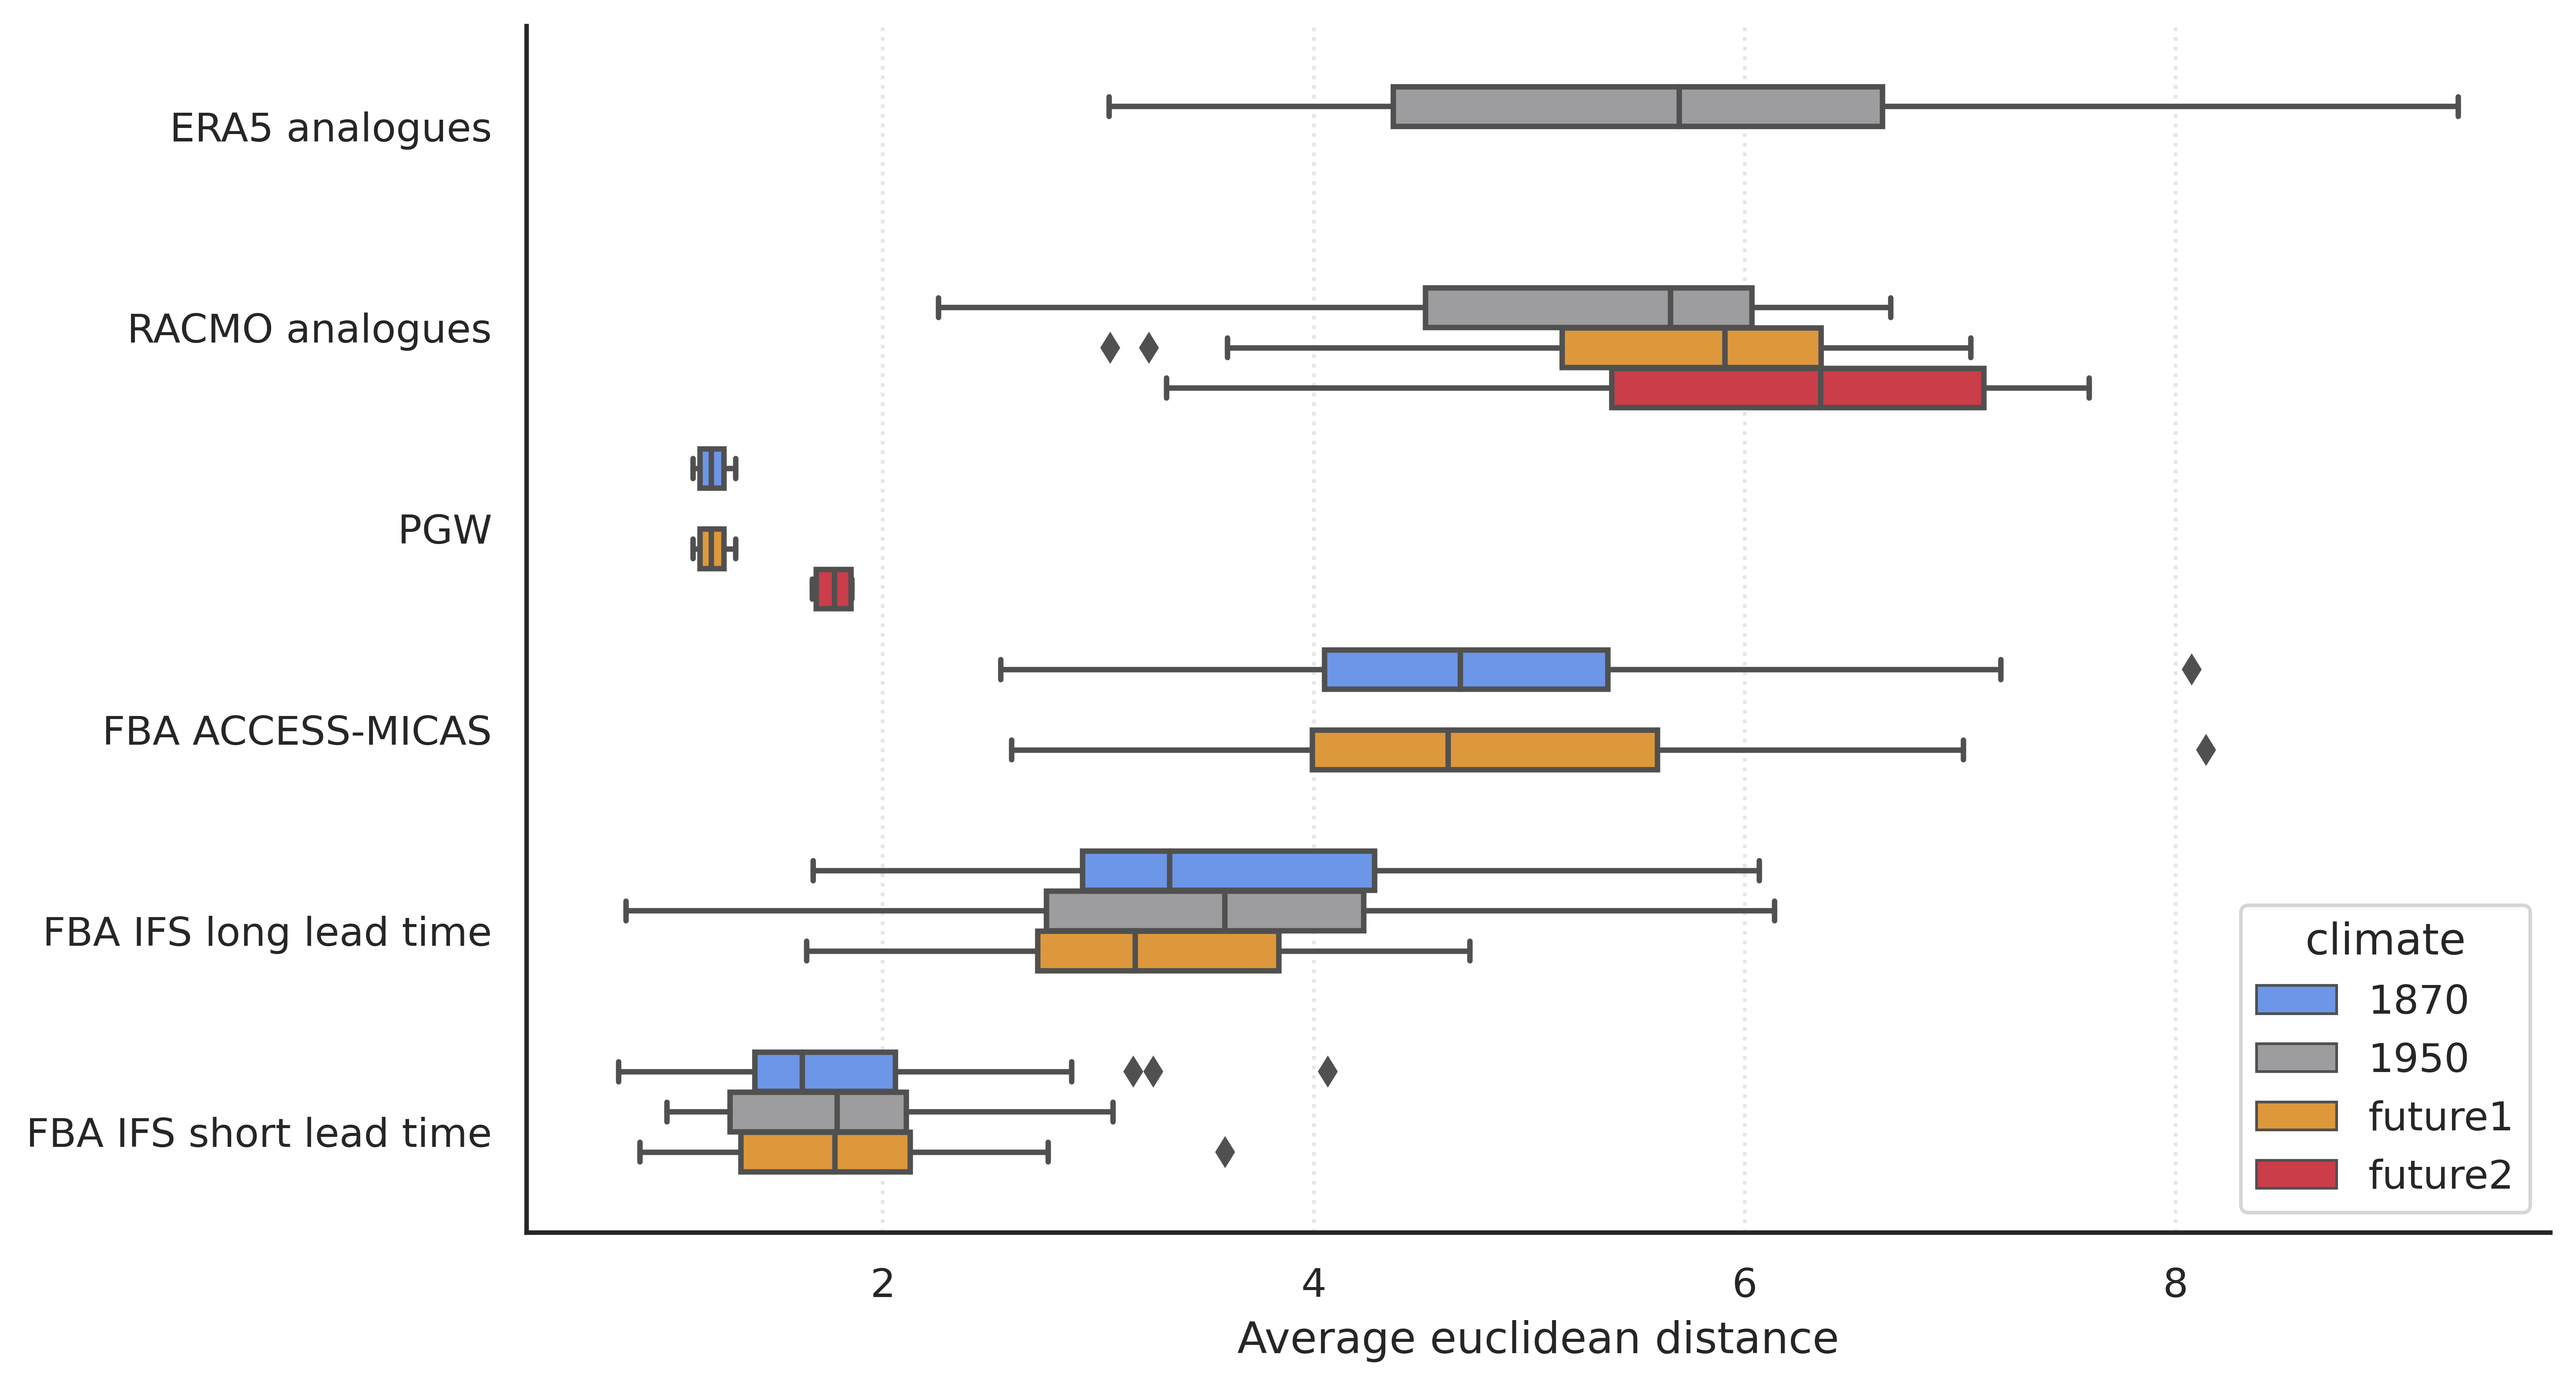 ERA5 analogues
RACMO analogues
PGW
FBA ACCESS-MICAS
FBA IFS long lead time
FBA IFS short lead time
climate
1870
1950
future1
future2
2 4 6 8
Average euclidean distance